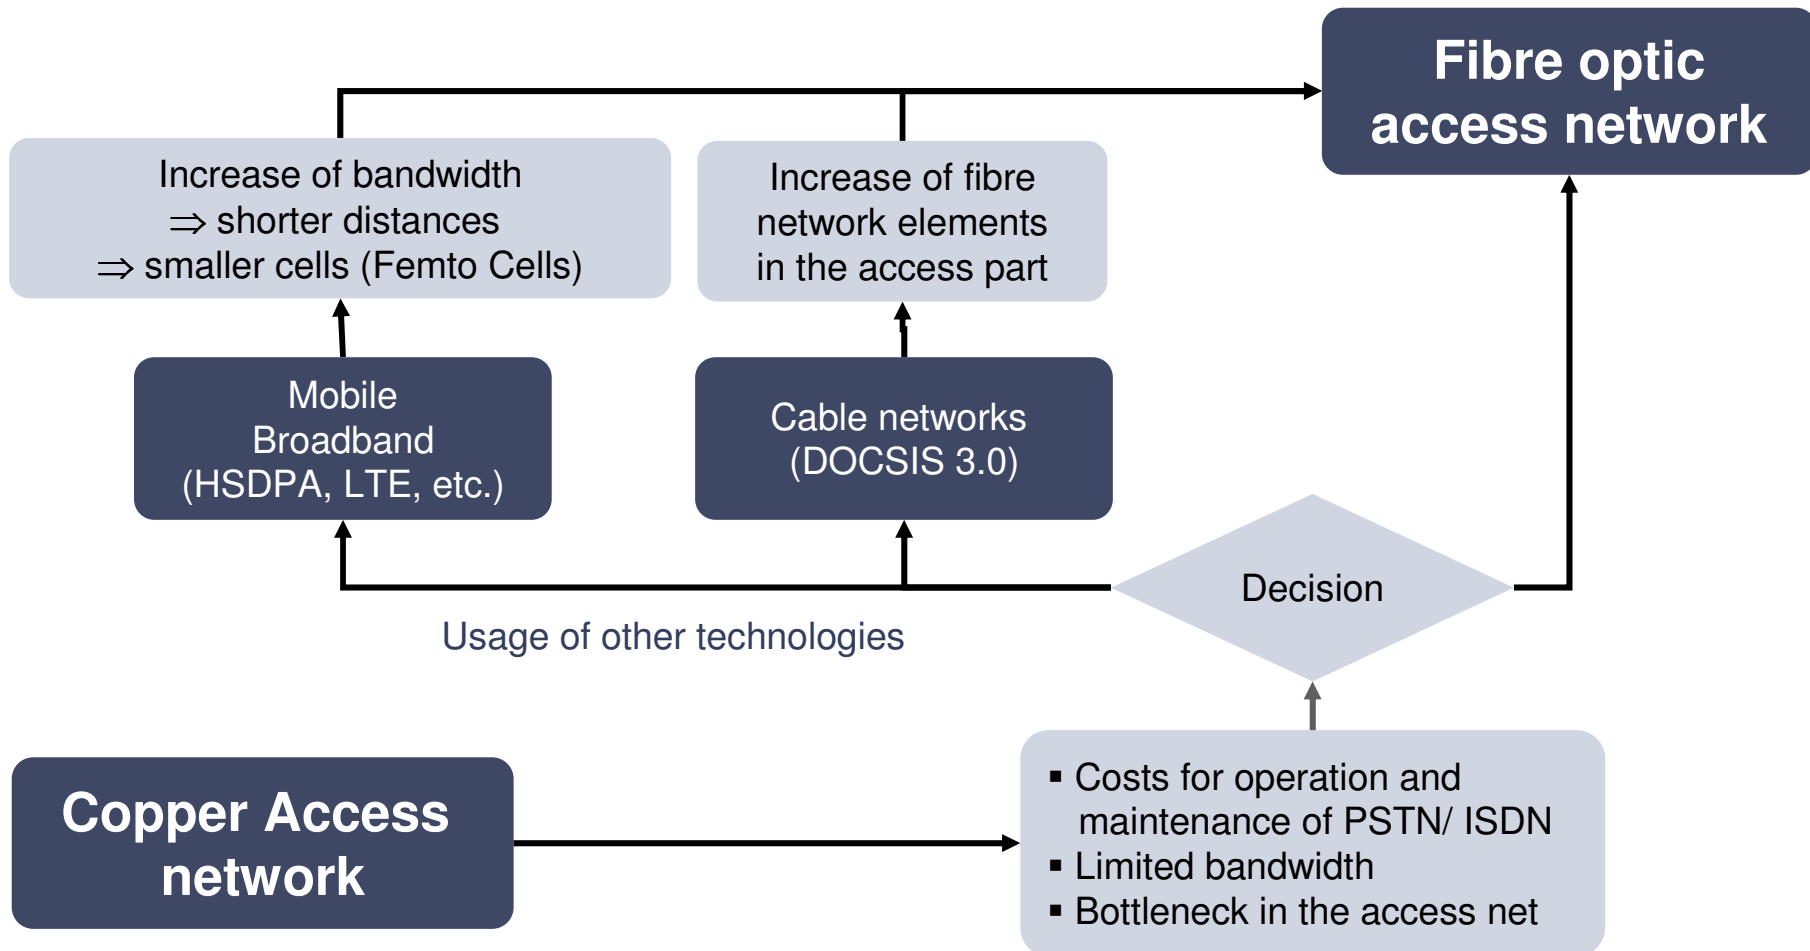 Fibre optic
access network
Increase of bandwidth
⇒ shorter distances
⇒ smaller cells (Femto Cells)
Increase of fibre
network elements
in the access part
Mobile
Broadband
(HSDPA, LTE, etc.)
Cable networks
(DOCSIS 3.0)
Decision
Usage of other technologies
Copper Access
network
▪ Costs for operation and
maintenance of PSTN/ ISDN
▪ Limited bandwidth
▪ Bottleneck in the access net